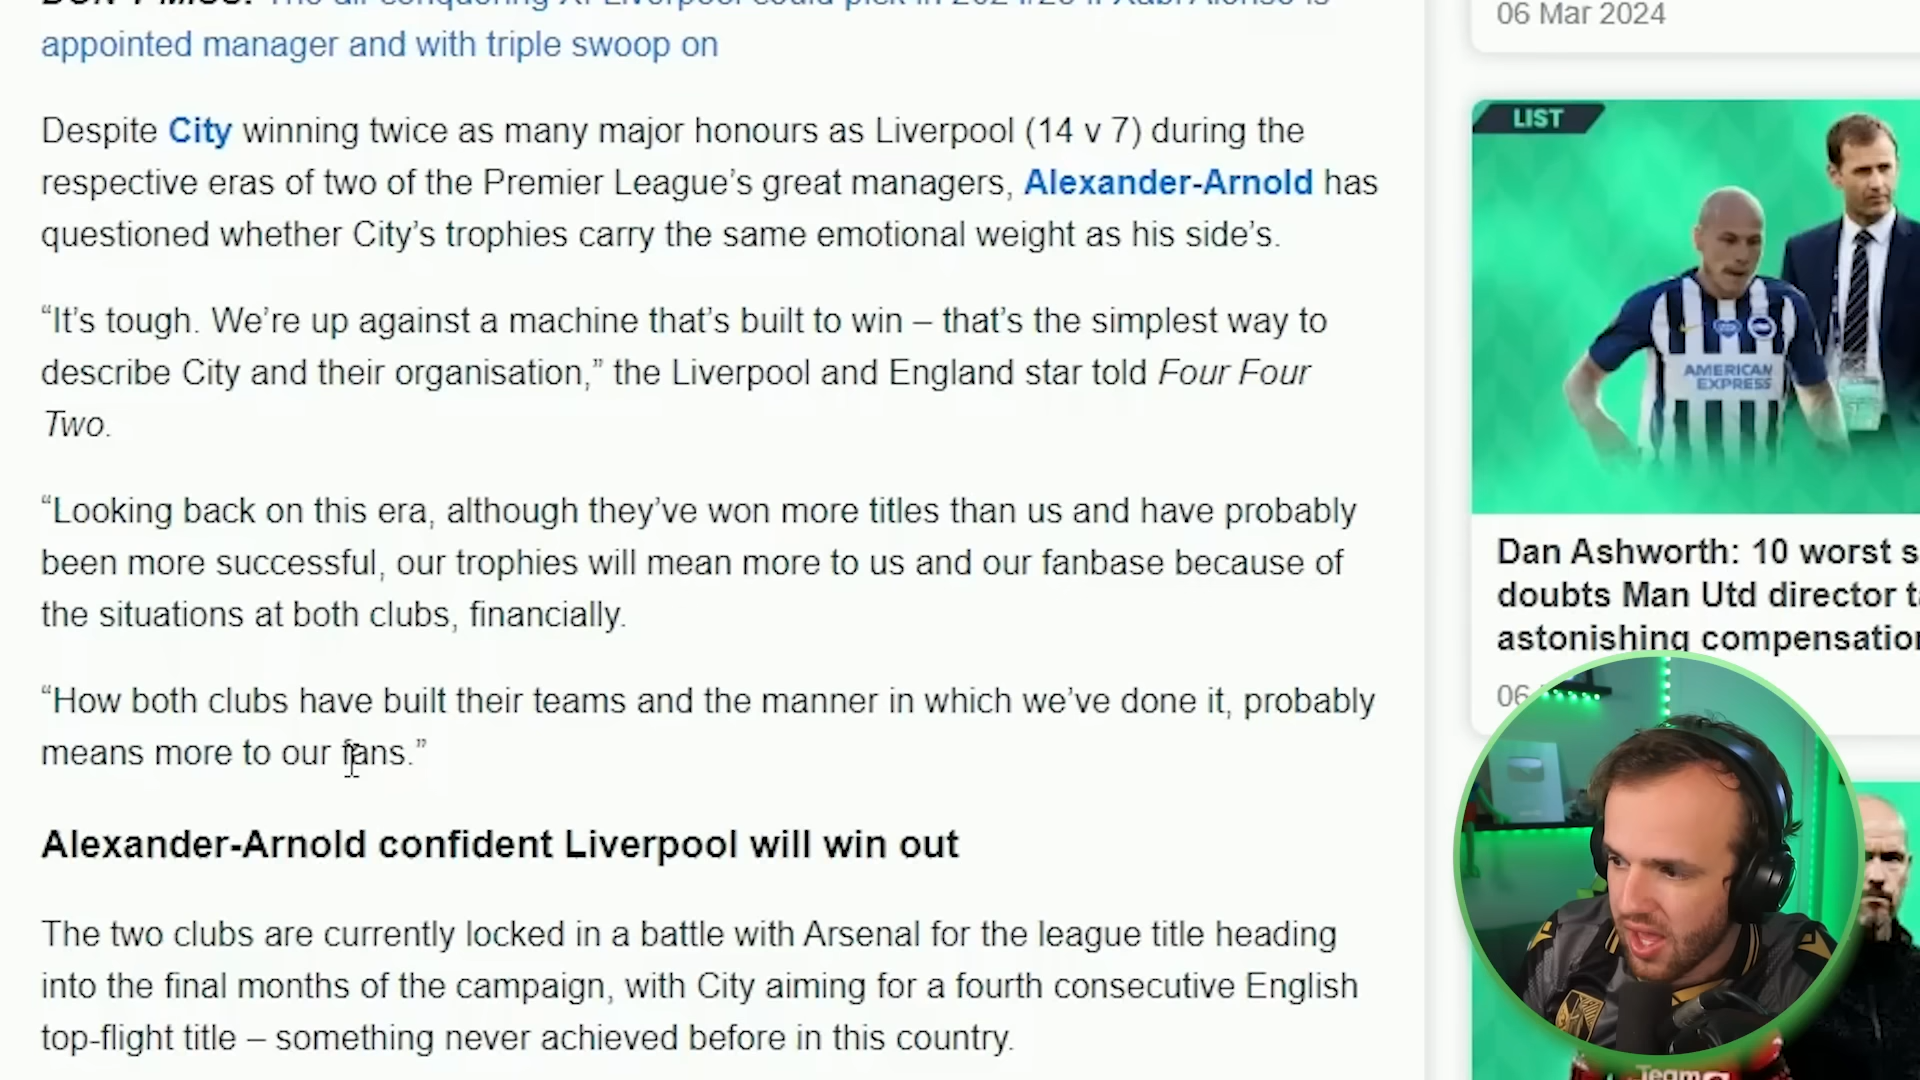 appointed manager and with triple swoop on
Despite City winning twice as many major honours as Liverpool (14 v 7) during the
respective eras of two of the Premier League’s great managers, Alexander-Arnold has
questioned whether City’s trophies carry the same emotional weight as his side’s.
“It’s tough. We’re up against a machine that’s built to win – that’s the simplest way to
describe City and their organisation,” the Liverpool and England star told Four Four
Two.
“Looking back on this era, although they’ve won more titles than us and have probably
been more successful, our trophies will mean more to us and our fanbase because of
the situations at both clubs, financially.
“How both clubs have built their teams and the manner in which we’ve done it, probably
means more to our fans.”
Alexander-Arnold confident Liverpool will win out
The two clubs are currently locked in a battle with Arsenal for the league title heading
into the final months of the campaign, with City aiming for a fourth consecutive English
top-flight title – something never achieved before in this country.
06 Mar 2024
LIST
AMERICAN
EXPRESS
Dan Ashworth: 10 worst
doubts Man Utd director
astonishing
06